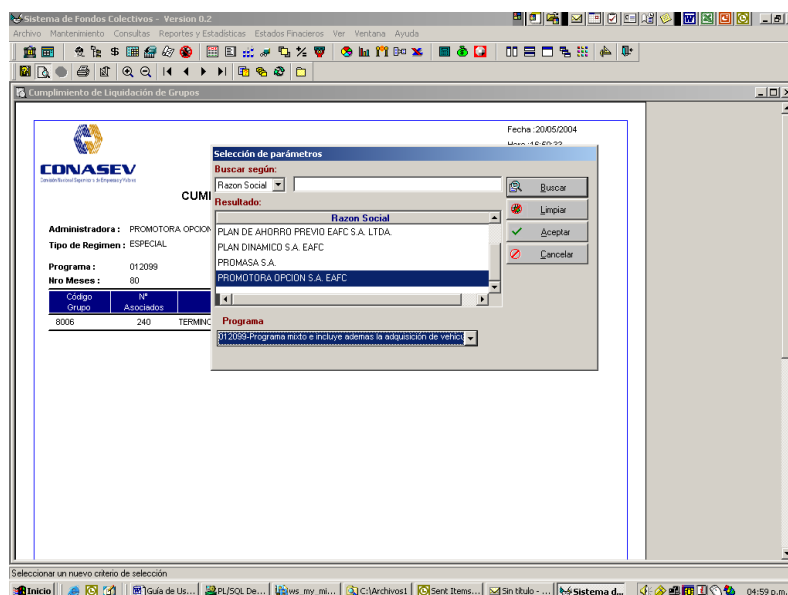 Sistema de Fondos Colectivos - Version 0.2
Archivo Mantenimiento Consultas Reportes y Estadísticas Estados Finacieros Ver Ventana Ayuda
Cumplimiento de Liquidación de Grupos
Fecha : 20/05/2004
CONASEV
CUMI
Administradora : PROMOTORA OPCION
Tipo de Regimen : ESPECIAL
Programa : 012099
Nro Meses : 80
Código Grupo N° Asociados
8006 240 TERMINO
Selección de parámetros
Buscar según:
Razon Social
Buscar
Resultado:
Limpiar
Razon Social
PLAN DE AHORRO PREVIO EAFC S.A. LTDA.
Aceptar
PLAN DINAMICO S.A. EAFC
Cancelar
PROMASA S.A.
PROMOTORA OPCION S.A. EAFC
Programa
012099-Programa mixto e incluye ademas la adquisición de vehicu
Seleccionar un nuevo criterio de selección
Inicio Guía de Us... PL/SQL De... ws_my_mi... C:\Archivos1 Sent Items... Sin título - ... Sistema d... 04:59 p.m.